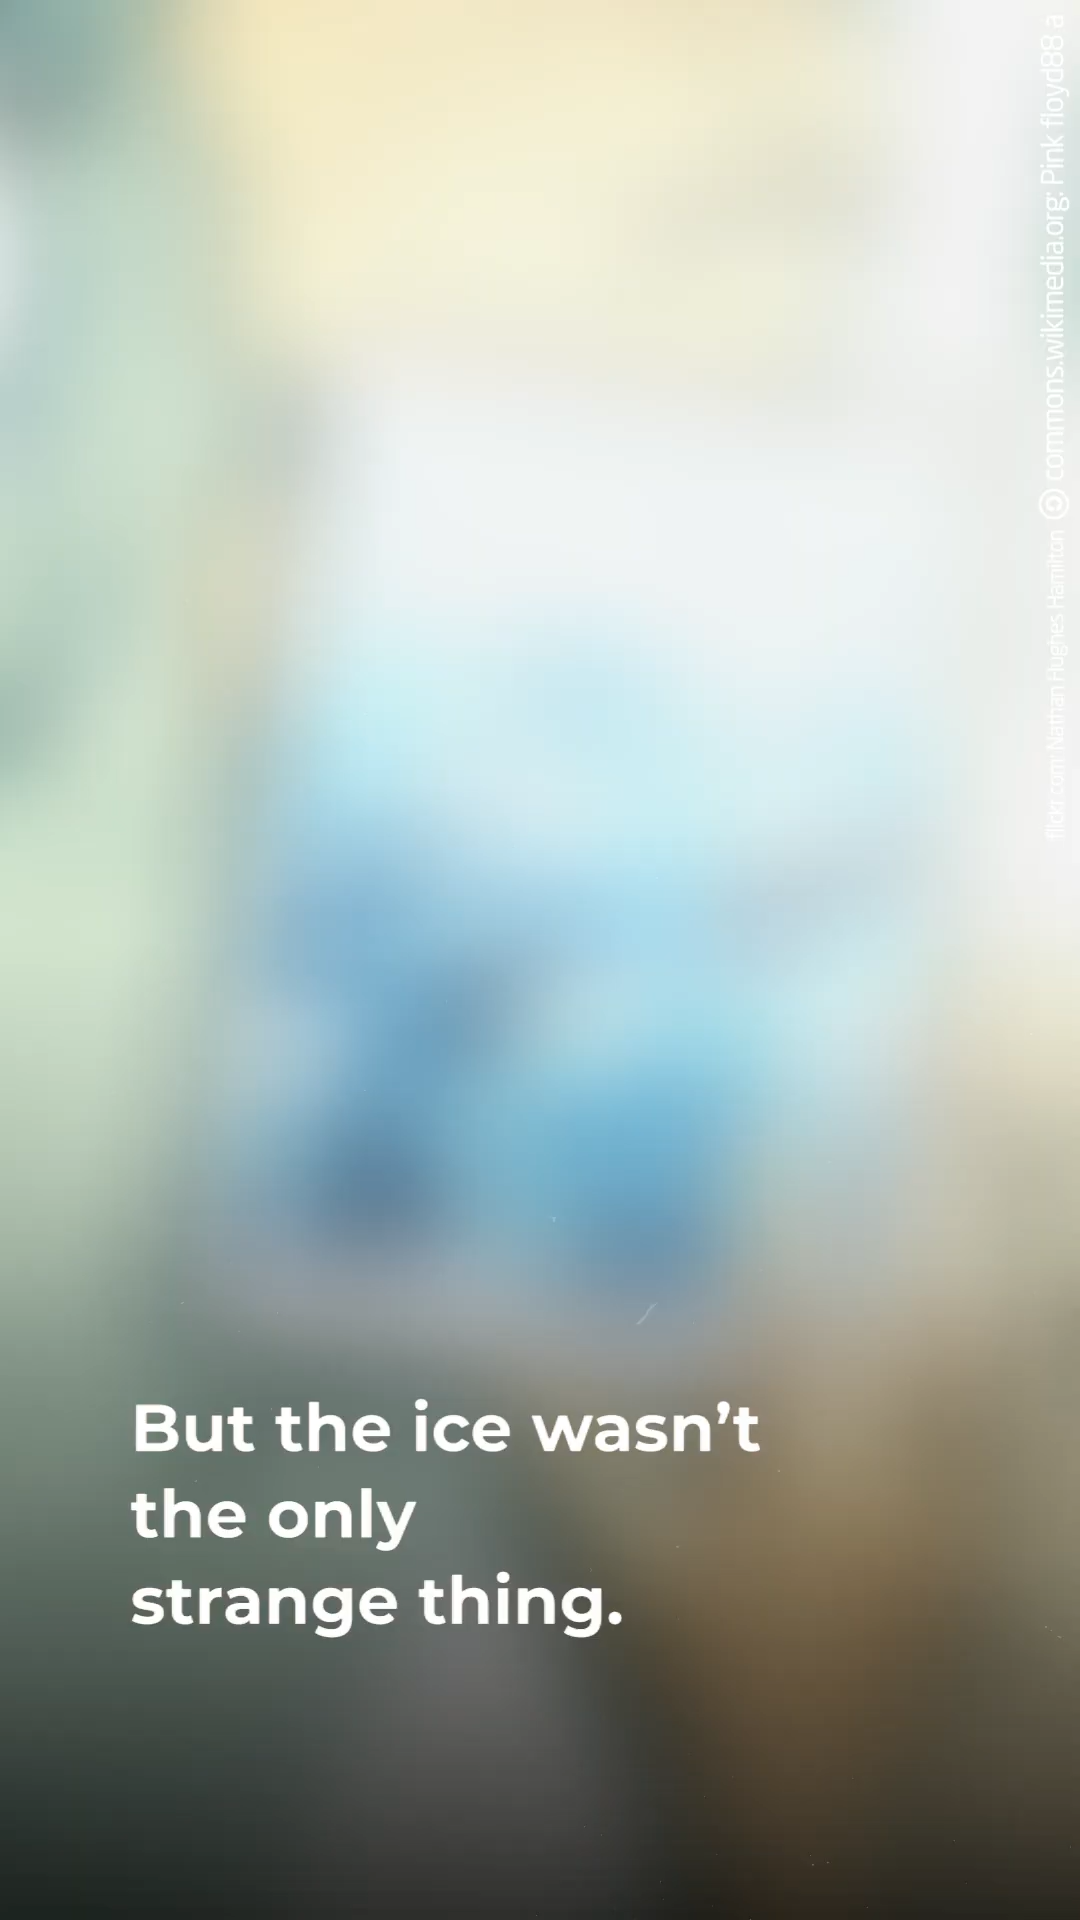 But the ice wasn’t
the only
strange thing.
flickr.com: Nathan Hughes Hamilton © commons.wikimedia.org: Pink floyd88 a